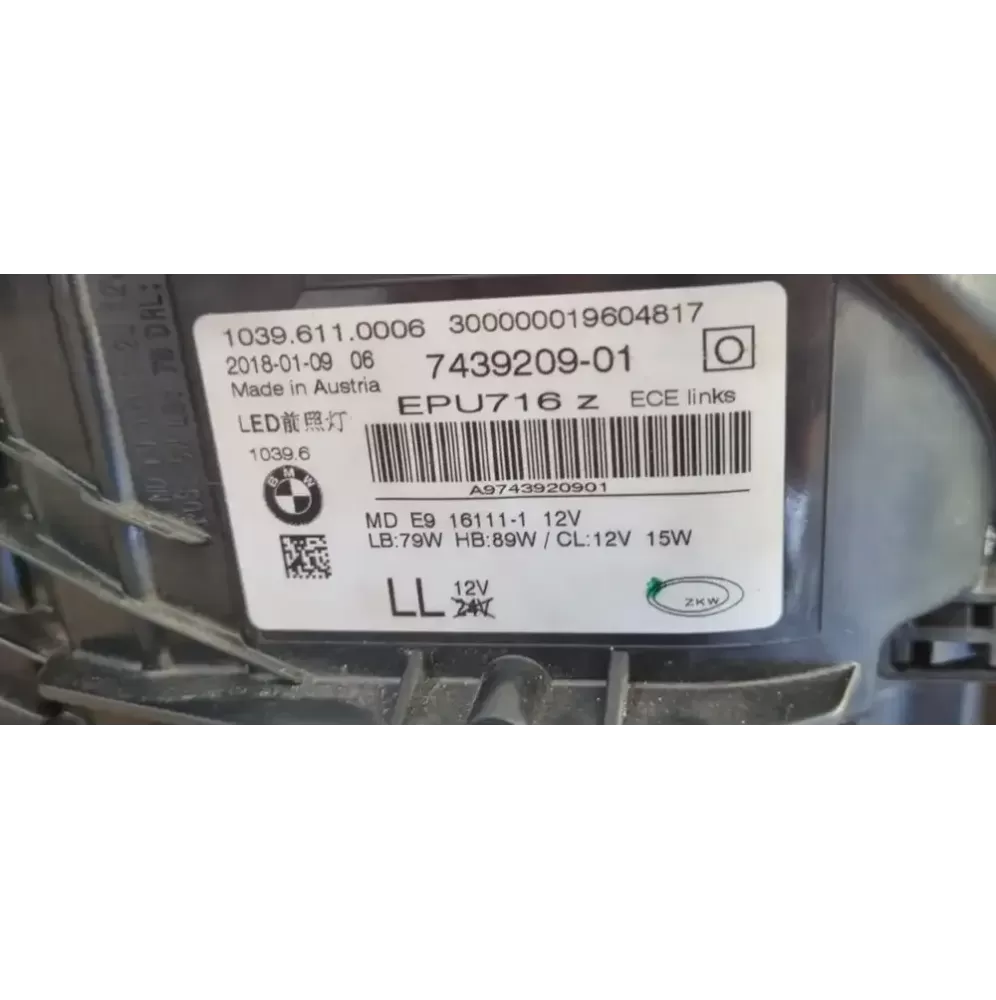 1039.611.0006 300000019604817
2018-01-09 06 7439209-01
Made in Austria
EPU716 z ECE links
LED前照灯
1039.6
BMW
A9743920901
MD E9 16111-1 12V
LB:79W HB:89W / CL:12V 15W
LL 12V
24V
ZKW